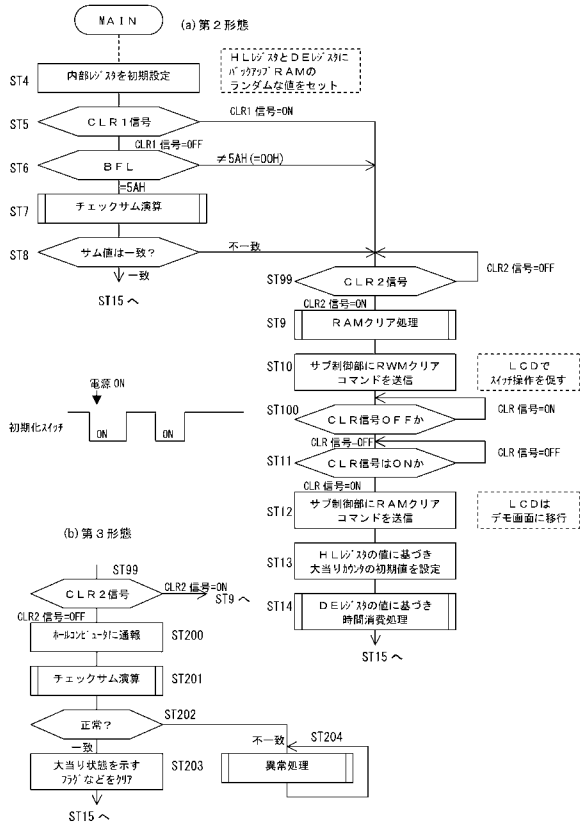 MAIN
(a) 第2形態
HLレジスタとDEレジスタに
バックアップRAMの
ランダムな値をセット
ST4
内部レジスタを初期設定
ST5
CLR1信号
CLR1信号=ON
CLR1信号=OFF
ST6
BFL
≠5AH(=00H)
=5AH
ST7
チェックサム演算
ST8
サム値は一致?
不一致
一致
ST15へ
ST99
CLR2信号
CLR2信号=OFF
CLR2信号=ON
ST9
RAMクリア処理
ST10
サブ制御部にRWMクリア
コマンドを送信
LCDで
スイッチ操作を促す
ST100
CLR信号OFFか
CLR信号=ON
CLR信号=OFF
ST11
CLR信号はONか
CLR信号=OFF
CLR信号=ON
ST12
サブ制御部にRAMクリア
コマンドを送信
LCDは
デモ画面に移行
ST13
HLレジスタの値に基づき
大当りカウンタの初期値を設定
ST14
DEレジスタの値に基づき
時間消費処理
ST15へ
電源ON
初期化スイッチ
ON
ON
(b) 第3形態
ST99
CLR2信号
CLR2信号=ON
ST9へ
CLR2信号=OFF
ホールコンピュータに通報
ST200
チェックサム演算
ST201
正常?
ST202
不一致
ST204
一致
大当り状態を示す
フラグなどをクリア
ST203
異常処理
ST15へ